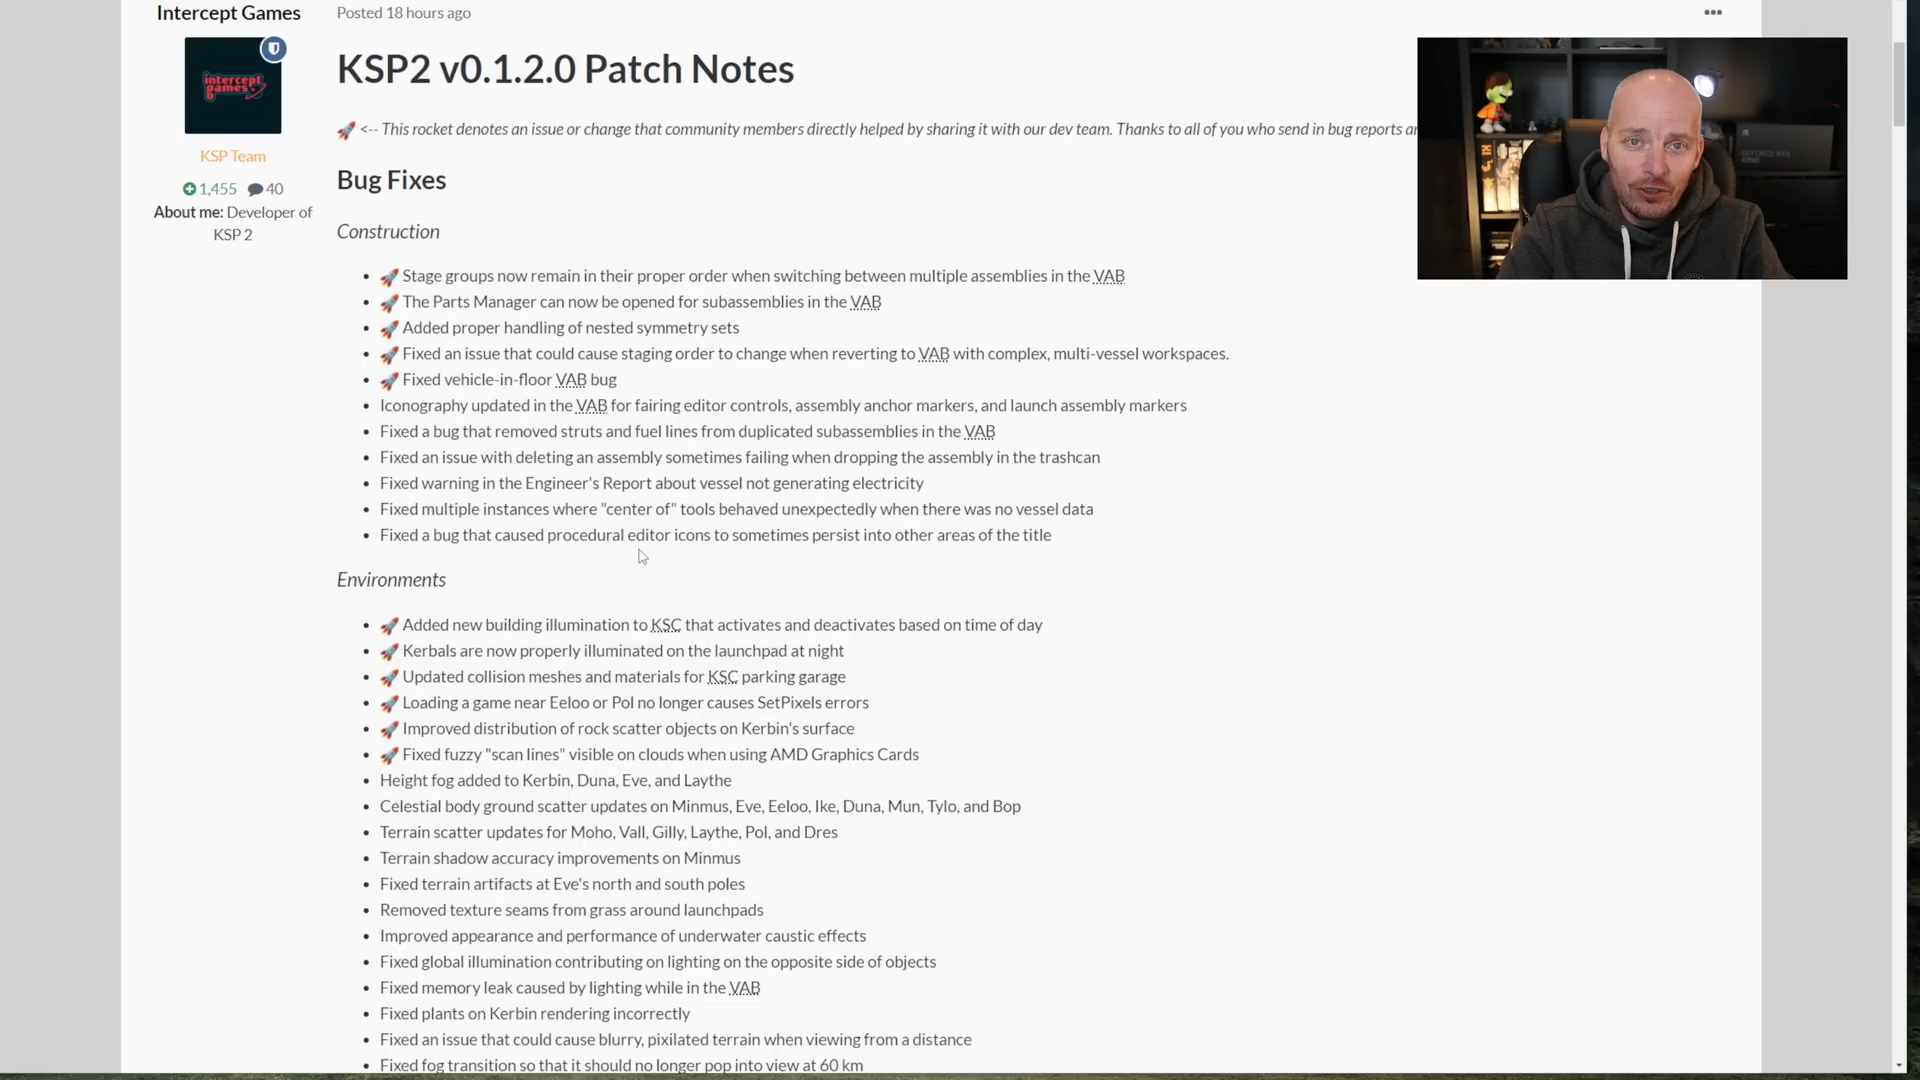 Intercept Games
Posted 18 hours ago
intercept
games
KSP Team
1,455 40
About me: Developer of
KSP 2
KSP2 v0.1.2.0 Patch Notes
🚀 <-- This rocket denotes an issue or change that community members directly helped by sharing it with our dev team. Thanks to all of you who send in bug reports
Bug Fixes
Construction
• 🚀 Stage groups now remain in their proper order when switching between multiple assemblies in the VAB
• 🚀 The Parts Manager can now be opened for subassemblies in the VAB
• 🚀 Added proper handling of nested symmetry sets
• 🚀 Fixed an issue that could cause staging order to change when reverting to VAB with complex, multi-vessel workspaces.
• 🚀 Fixed vehicle-in-floor VAB bug
• Iconography updated in the VAB for fairing editor controls, assembly anchor markers, and launch assembly markers
• Fixed a bug that removed struts and fuel lines from duplicated subassemblies in the VAB
• Fixed an issue with deleting an assembly sometimes failing when dropping the assembly in the trashcan
• Fixed warning in the Engineer's Report about vessel not generating electricity
• Fixed multiple instances where "center of" tools behaved unexpectedly when there was no vessel data
• Fixed a bug that caused procedural editor icons to sometimes persist into other areas of the title
Environments
• 🚀 Added new building illumination to KSC that activates and deactivates based on time of day
• 🚀 Kerbals are now properly illuminated on the launchpad at night
• 🚀 Updated collision meshes and materials for KSC parking garage
• 🚀 Loading a game near Eeloo or Pol no longer causes SetPixels errors
• 🚀 Improved distribution of rock scatter objects on Kerbin's surface
• 🚀 Fixed fuzzy "scan lines" visible on clouds when using AMD Graphics Cards
• Height fog added to Kerbin, Duna, Eve, and Laythe
• Celestial body ground scatter updates on Minmus, Eve, Eeloo, Ike, Duna, Mun, Tylo, and Bop
• Terrain scatter updates for Moho, Vall, Gilly, Laythe, Pol, and Dres
• Terrain shadow accuracy improvements on Minmus
• Fixed terrain artifacts at Eve's north and south poles
• Removed texture seams from grass around launchpads
• Improved appearance and performance of underwater caustic effects
• Fixed global illumination contributing on lighting on the opposite side of objects
• Fixed memory leak caused by lighting while in the VAB
• Fixed plants on Kerbin rendering incorrectly
• Fixed an issue that could cause blurry, pixilated terrain when viewing from a distance
• Fixed fog transition so that it should no longer pop into view at 60 km